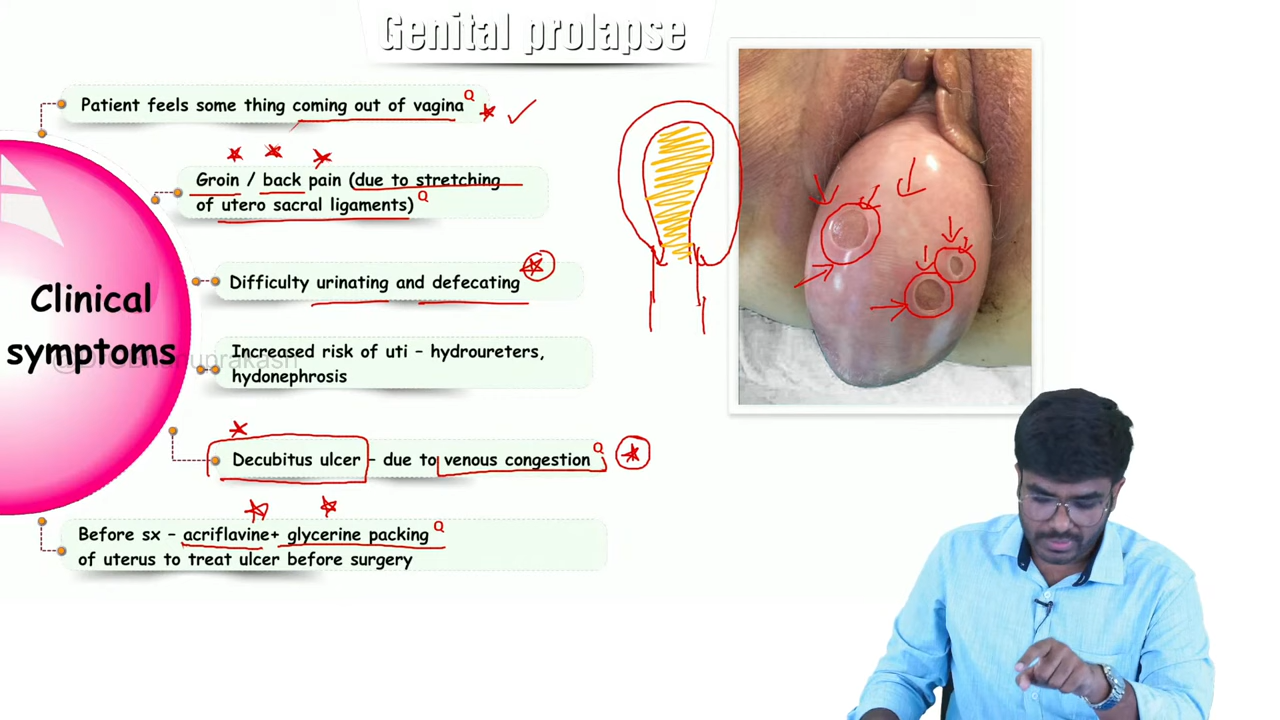 Genital prolapse
Patient feels some thing coming out of vagina Q
Groin / back pain (due to stretching
of utero sacral ligaments) Q
Difficulty urinating and defecating
Clinical
symptoms
Increased risk of uti - hydroureters,
hydonephrosis
Decubitus ulcer - due to venous congestion Q
Before sx - acriflavine+ glycerine packing Q
of uterus to treat ulcer before surgery